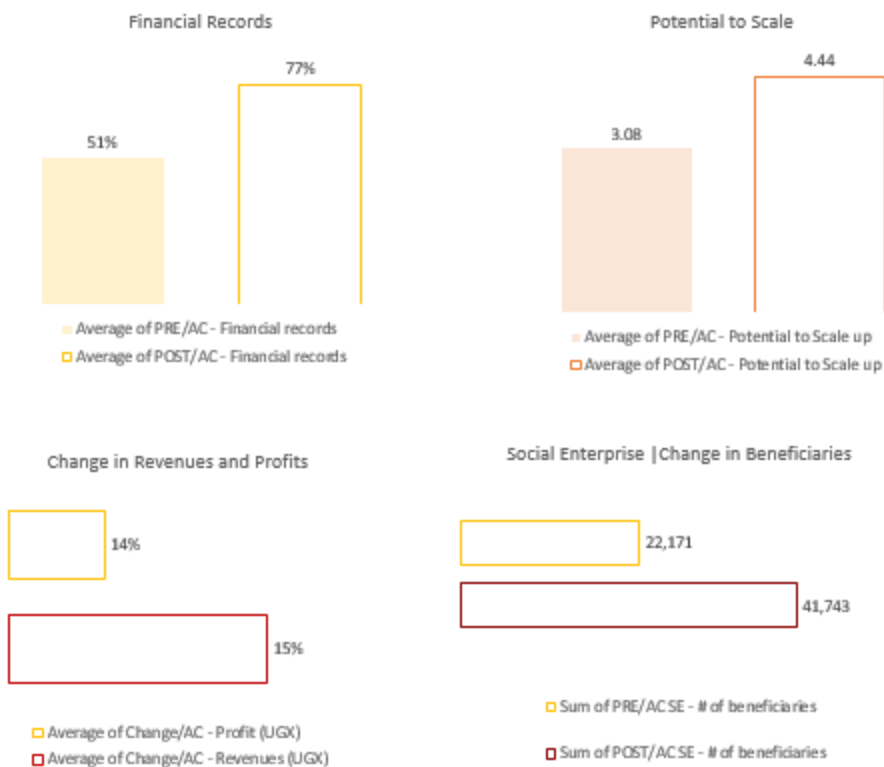 Financial Records
77%
51%
Average of PRE/AC - Financial records
Average of POST/AC - Financial records
Potential to Scale
4.44
3.08
Average of PRE/AC - Potential to Scale up
Average of POST/AC - Potential to Scale up
Change in Revenues and Profits
14%
15%
Average of Change/AC - Profit (UGX)
Average of Change/AC - Revenues (UGX)
Social Enterprise |Change in Beneficiaries
22,171
41,743
Sum of PRE/AC SE - # of beneficiaries
Sum of POST/AC SE - # of beneficiaries